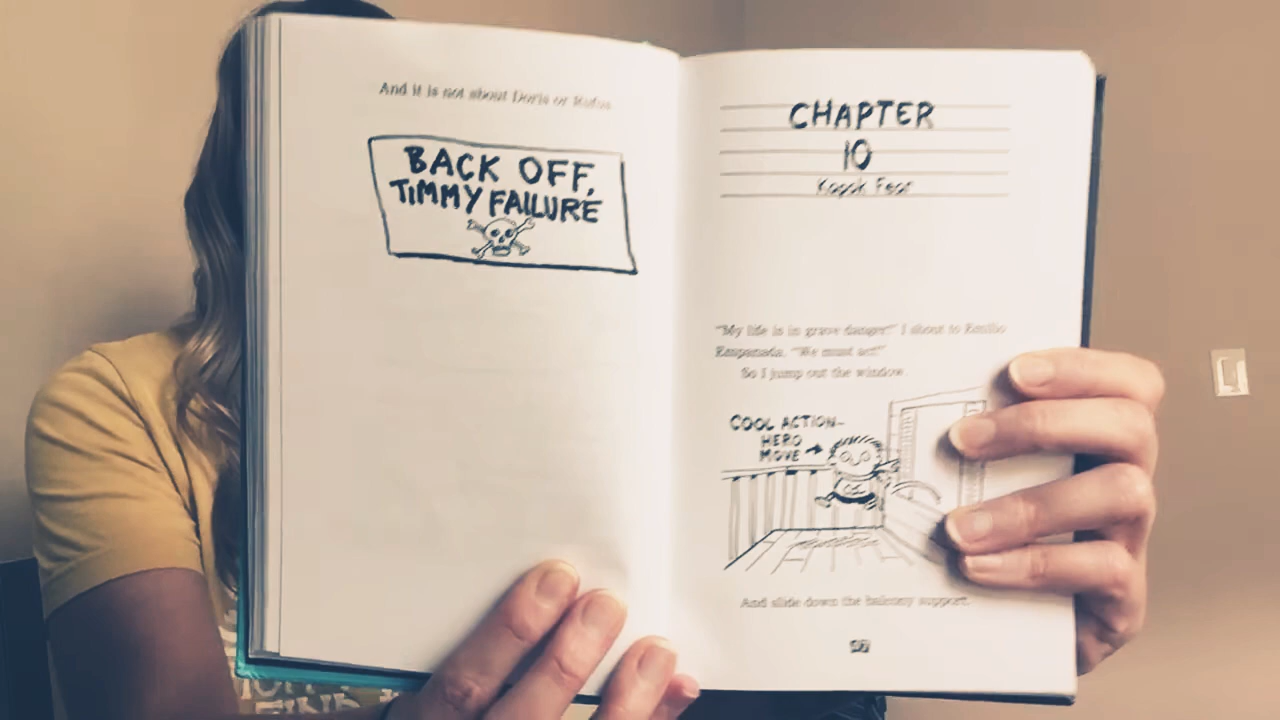 And it is not about Doris or Rufus
BACK OFF,
TIMMY FAILURE
CHAPTER
10
Kapok Fear
"My life is in grave danger!" I shout to Emilio
Empanada. "We must act!"
So I jump out the window.
COOL ACTION-
HERO
MOVE
And slide down the balcony support.